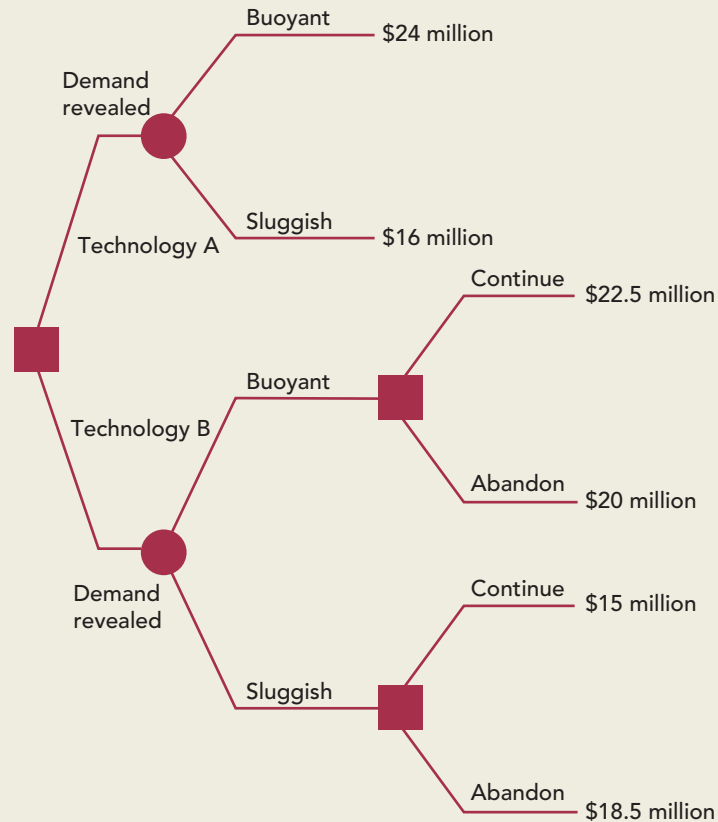 Buoyant
$24 million
Demand
revealed
Sluggish
$16 million
Technology A
Continue
$22.5 million
Buoyant
Technology B
Abandon
$20 million
Demand
revealed
Continue
$15 million
Sluggish
Abandon
$18.5 million